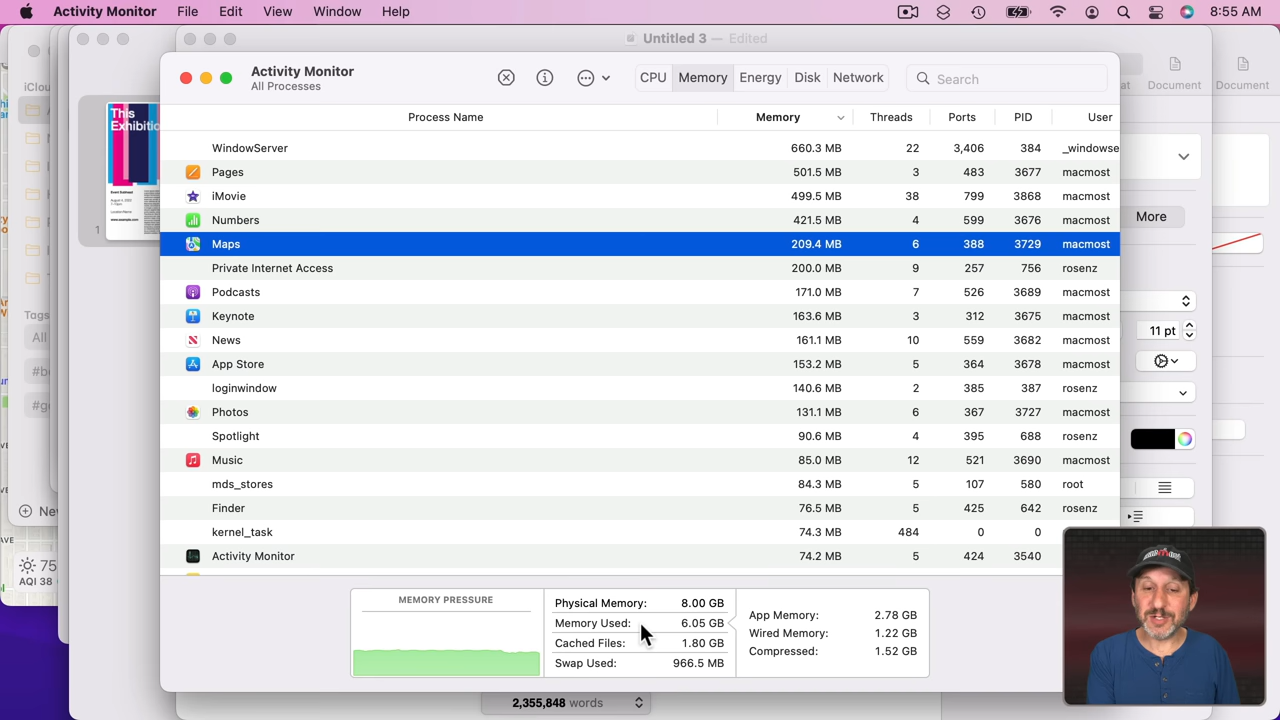 Activity Monitor File Edit View Window Help 8:55 AM
Untitled 3 — Edited
Activity Monitor
All Processes
CPU Memory Energy Disk Network Search
Document Document
iClou
This
Exhibitio
1
Tags
All
#b
#g
Nev
AVE
75
AQI 38
More
11 pt
Process Name Memory Threads Ports PID User
WindowServer 660.3 MB 22 3,406 384 _windowse
Pages 501.5 MB 3 483 3677 macmost
iMovie MB 799 3868 macmost
Numbers MB 4 599 3676 macmost
Maps 209.4 MB 6 388 3729 macmost
Private Internet Access 200.0 MB 9 257 756 rosenz
Podcasts 171.0 MB 7 526 3689 macmost
Keynote 163.6 MB 3 312 3675 macmost
News 161.1 MB 10 559 3682 macmost
App Store 153.2 MB 5 364 3678 macmost
loginwindow 140.6 MB 2 385 387 rosenz
Photos 131.1 MB 6 367 3727 macmost
Spotlight 90.6 MB 4 395 688 rosenz
Music 85.0 MB 12 521 3690 macmost
mds_stores 84.3 MB 5 107 580 root
Finder 76.5 MB 5 425 642 rosenz
kernel_task 74.3 MB 484 0 0
Activity Monitor 74.2 MB 5 424 3540
MEMORY PRESSURE
Physical Memory: 8.00 GB
Memory Used: 6.05 GB
Cached Files: 1.80 GB
Swap Used: 966.5 MB
App Memory: 2.78 GB
Wired Memory: 1.22 GB
Compressed: 1.52 GB
2,355,848 words